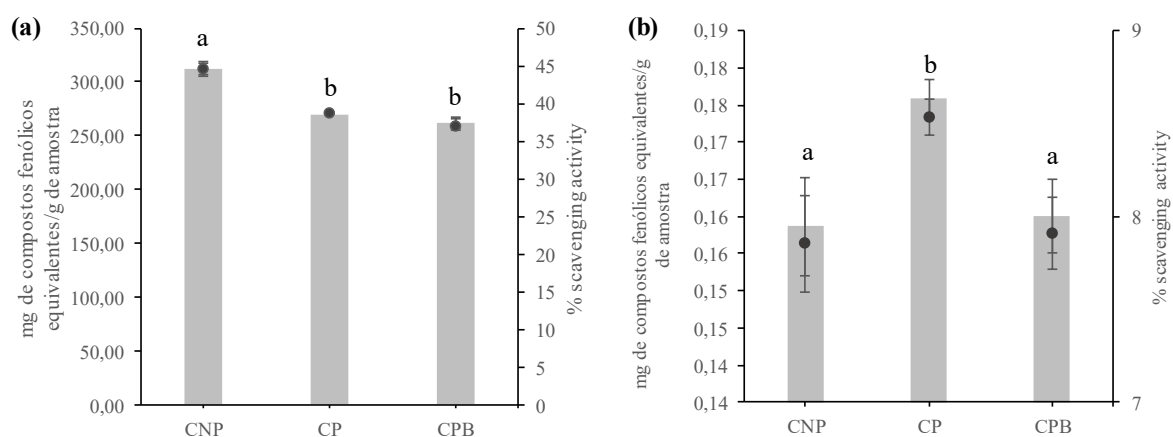 (a)
mg de compostos fenólicos
equivalentes/g de amostra
350,00
300,00
250,00
200,00
150,00
100,00
50,00
0,00
a
b
b
50
45
40
35
30
25
20
15
10
5
0
% scavenging activity
CNP
CP
CPB
(b)
mg de compostos fenólicos equivalentes/g
de amostra
0,19
0,18
0,18
0,17
0,17
0,16
0,16
0,15
0,15
0,14
0,14
a
b
a
9
8
7
% scavenging activity
CNP
CP
CPB